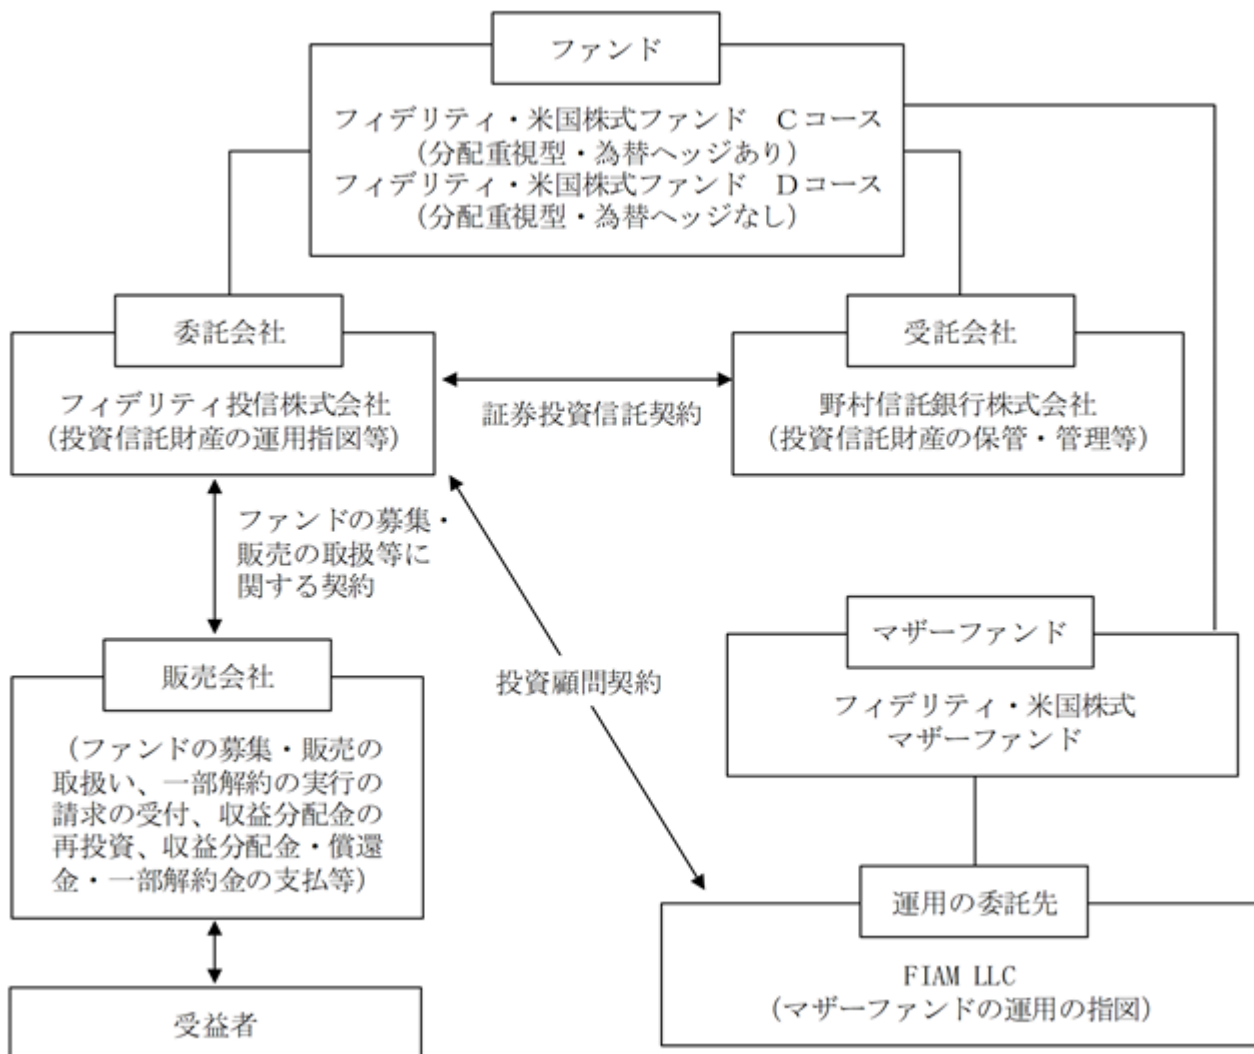 ファンド
フィデリティ・米国株式ファンド　Ｃコース
（分配重視型・為替ヘッジあり）
フィデリティ・米国株式ファンド　Ｄコース
（分配重視型・為替ヘッジなし）
委託会社
フィデリティ投信株式会社
（投資信託財産の運用指図等）
証券投資信託契約
受託会社
野村信託銀行株式会社
（投資信託財産の保管・管理等）
ファンドの募集・
販売の取扱等に
関する契約
投資顧問契約
マザーファンド
フィデリティ・米国株式
マザーファンド
販売会社
（ファンドの募集・販売の
取扱い、一部解約の実行の
請求の受付、収益分配金の
再投資、収益分配金・償還
金・一部解約金の支払等）
運用の委託先
FIAM LLC
（マザーファンドの運用の指図）
受益者